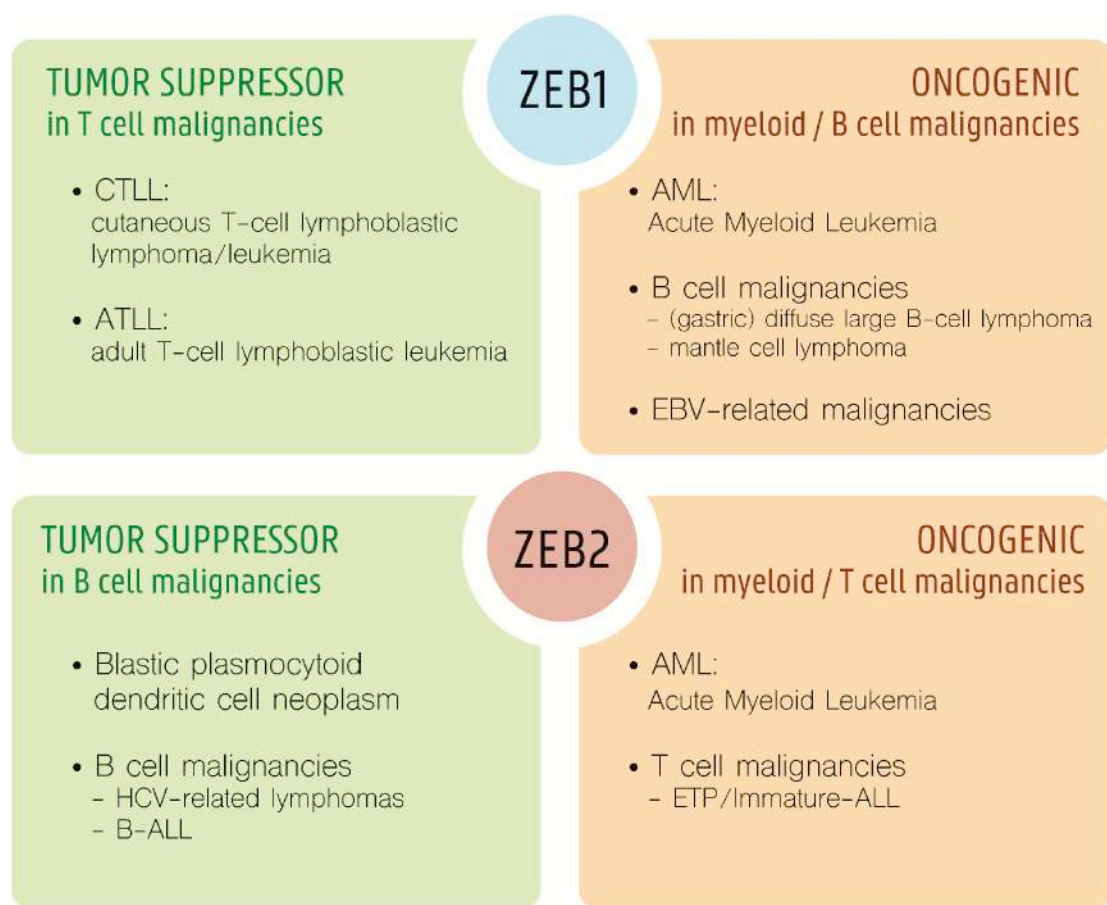 ZEB1
TUMOR SUPPRESSOR
in T cell malignancies
• CTLL:
cutaneous T-cell lymphoblastic
lymphoma/leukemia
• ATLL:
adult T-cell lymphoblastic leukemia
ONCOGENIC
in myeloid / B cell malignancies
• AML:
Acute Myeloid Leukemia
• B cell malignancies
- (gastric) diffuse large B-cell lymphoma
- mantle cell lymphoma
• EBV-related malignancies
ZEB2
TUMOR SUPPRESSOR
in B cell malignancies
• Blastic plasmocytoid
dendritic cell neoplasm
• B cell malignancies
- HCV-related lymphomas
- B-ALL
ONCOGENIC
in myeloid / T cell malignancies
• AML:
Acute Myeloid Leukemia
• T cell malignancies
- ETP/Immature-ALL